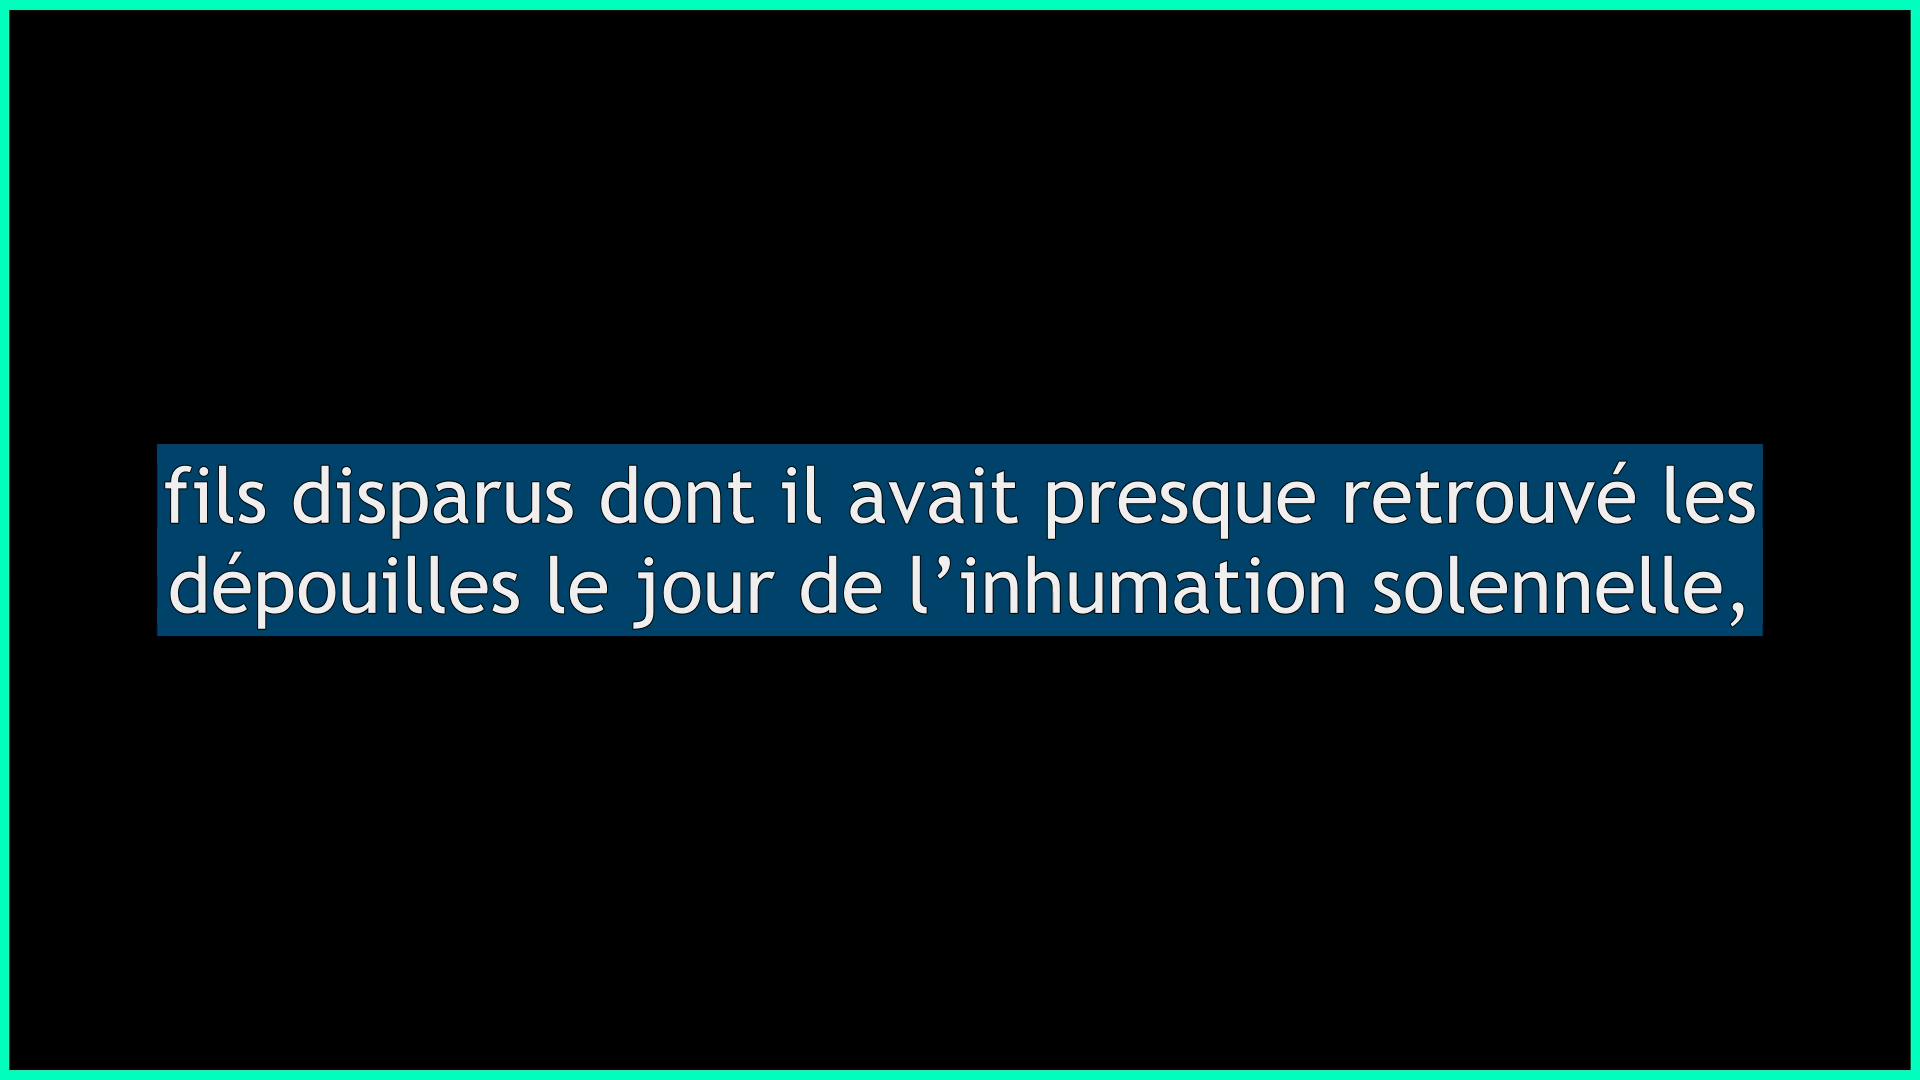 fils disparus dont il avait presque retrouvé les
dépouilles le jour de l’inhumation solennelle,